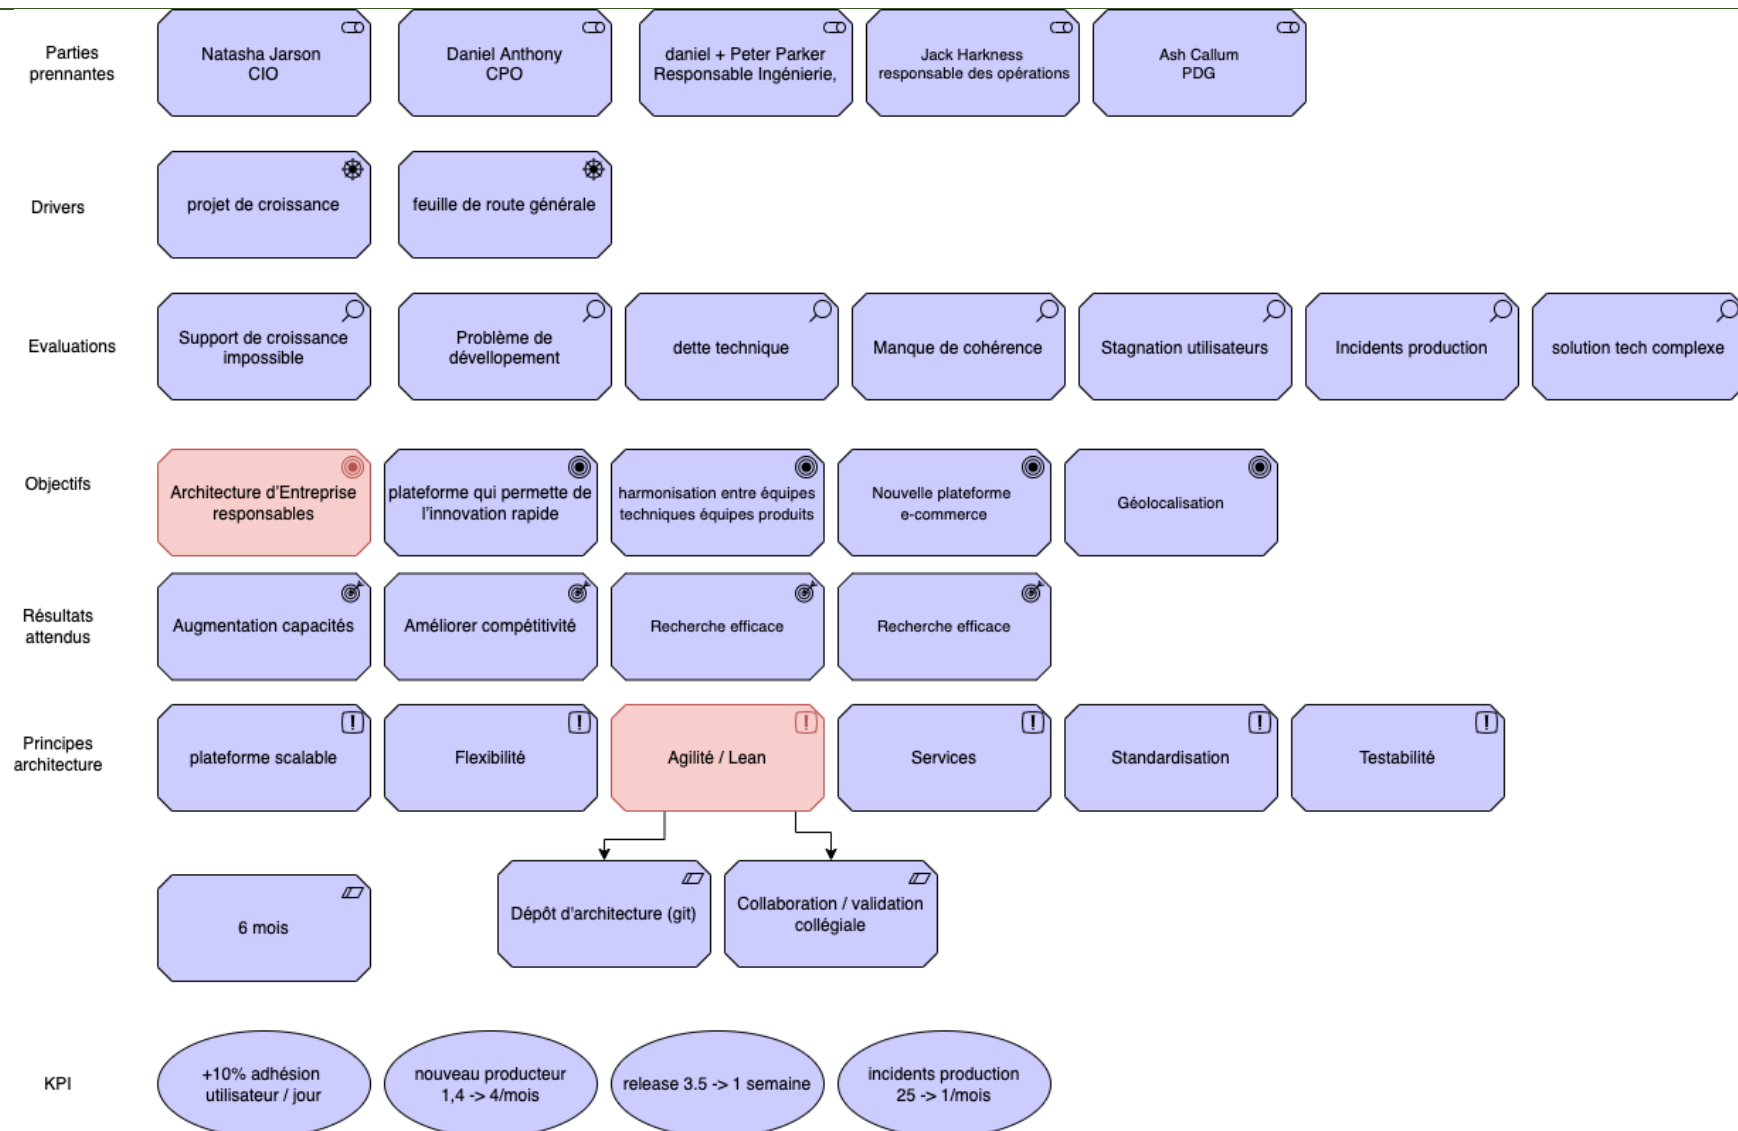 Parties
prennantes
Natasha Jarson
CIO
Daniel Anthony
CPO
daniel + Peter Parker
Responsable Ingénierie,
Jack Harkness
responsable des opérations
Ash Callum
PDG
Drivers
projet de croissance
feuille de route générale
Evaluations
Support de croissance
impossible
Problème de
dévellopement
dette technique
Manque de cohérence
Stagnation utilisateurs
Incidents production
solution tech complexe
Objectifs
Architecture d'Entreprise
responsables
plateforme qui permette de
l'innovation rapide
harmonisation entre équipes
techniques équipes produits
Nouvelle plateforme
e-commerce
Géolocalisation
Résultats
attendus
Augmentation capacités
Améliorer compétitivité
Recherche efficace
Recherche efficace
Principes
architecture
plateforme scalable
Flexibilité
Agilité / Lean
Services
Standardisation
Testabilité
6 mois
Dépôt d'architecture (git)
Collaboration / validation
collégiale
KPI
+10% adhésion
utilisateur / jour
nouveau producteur
1,4 -> 4/mois
release 3.5 -> 1 semaine
incidents production
25 -> 1/mois